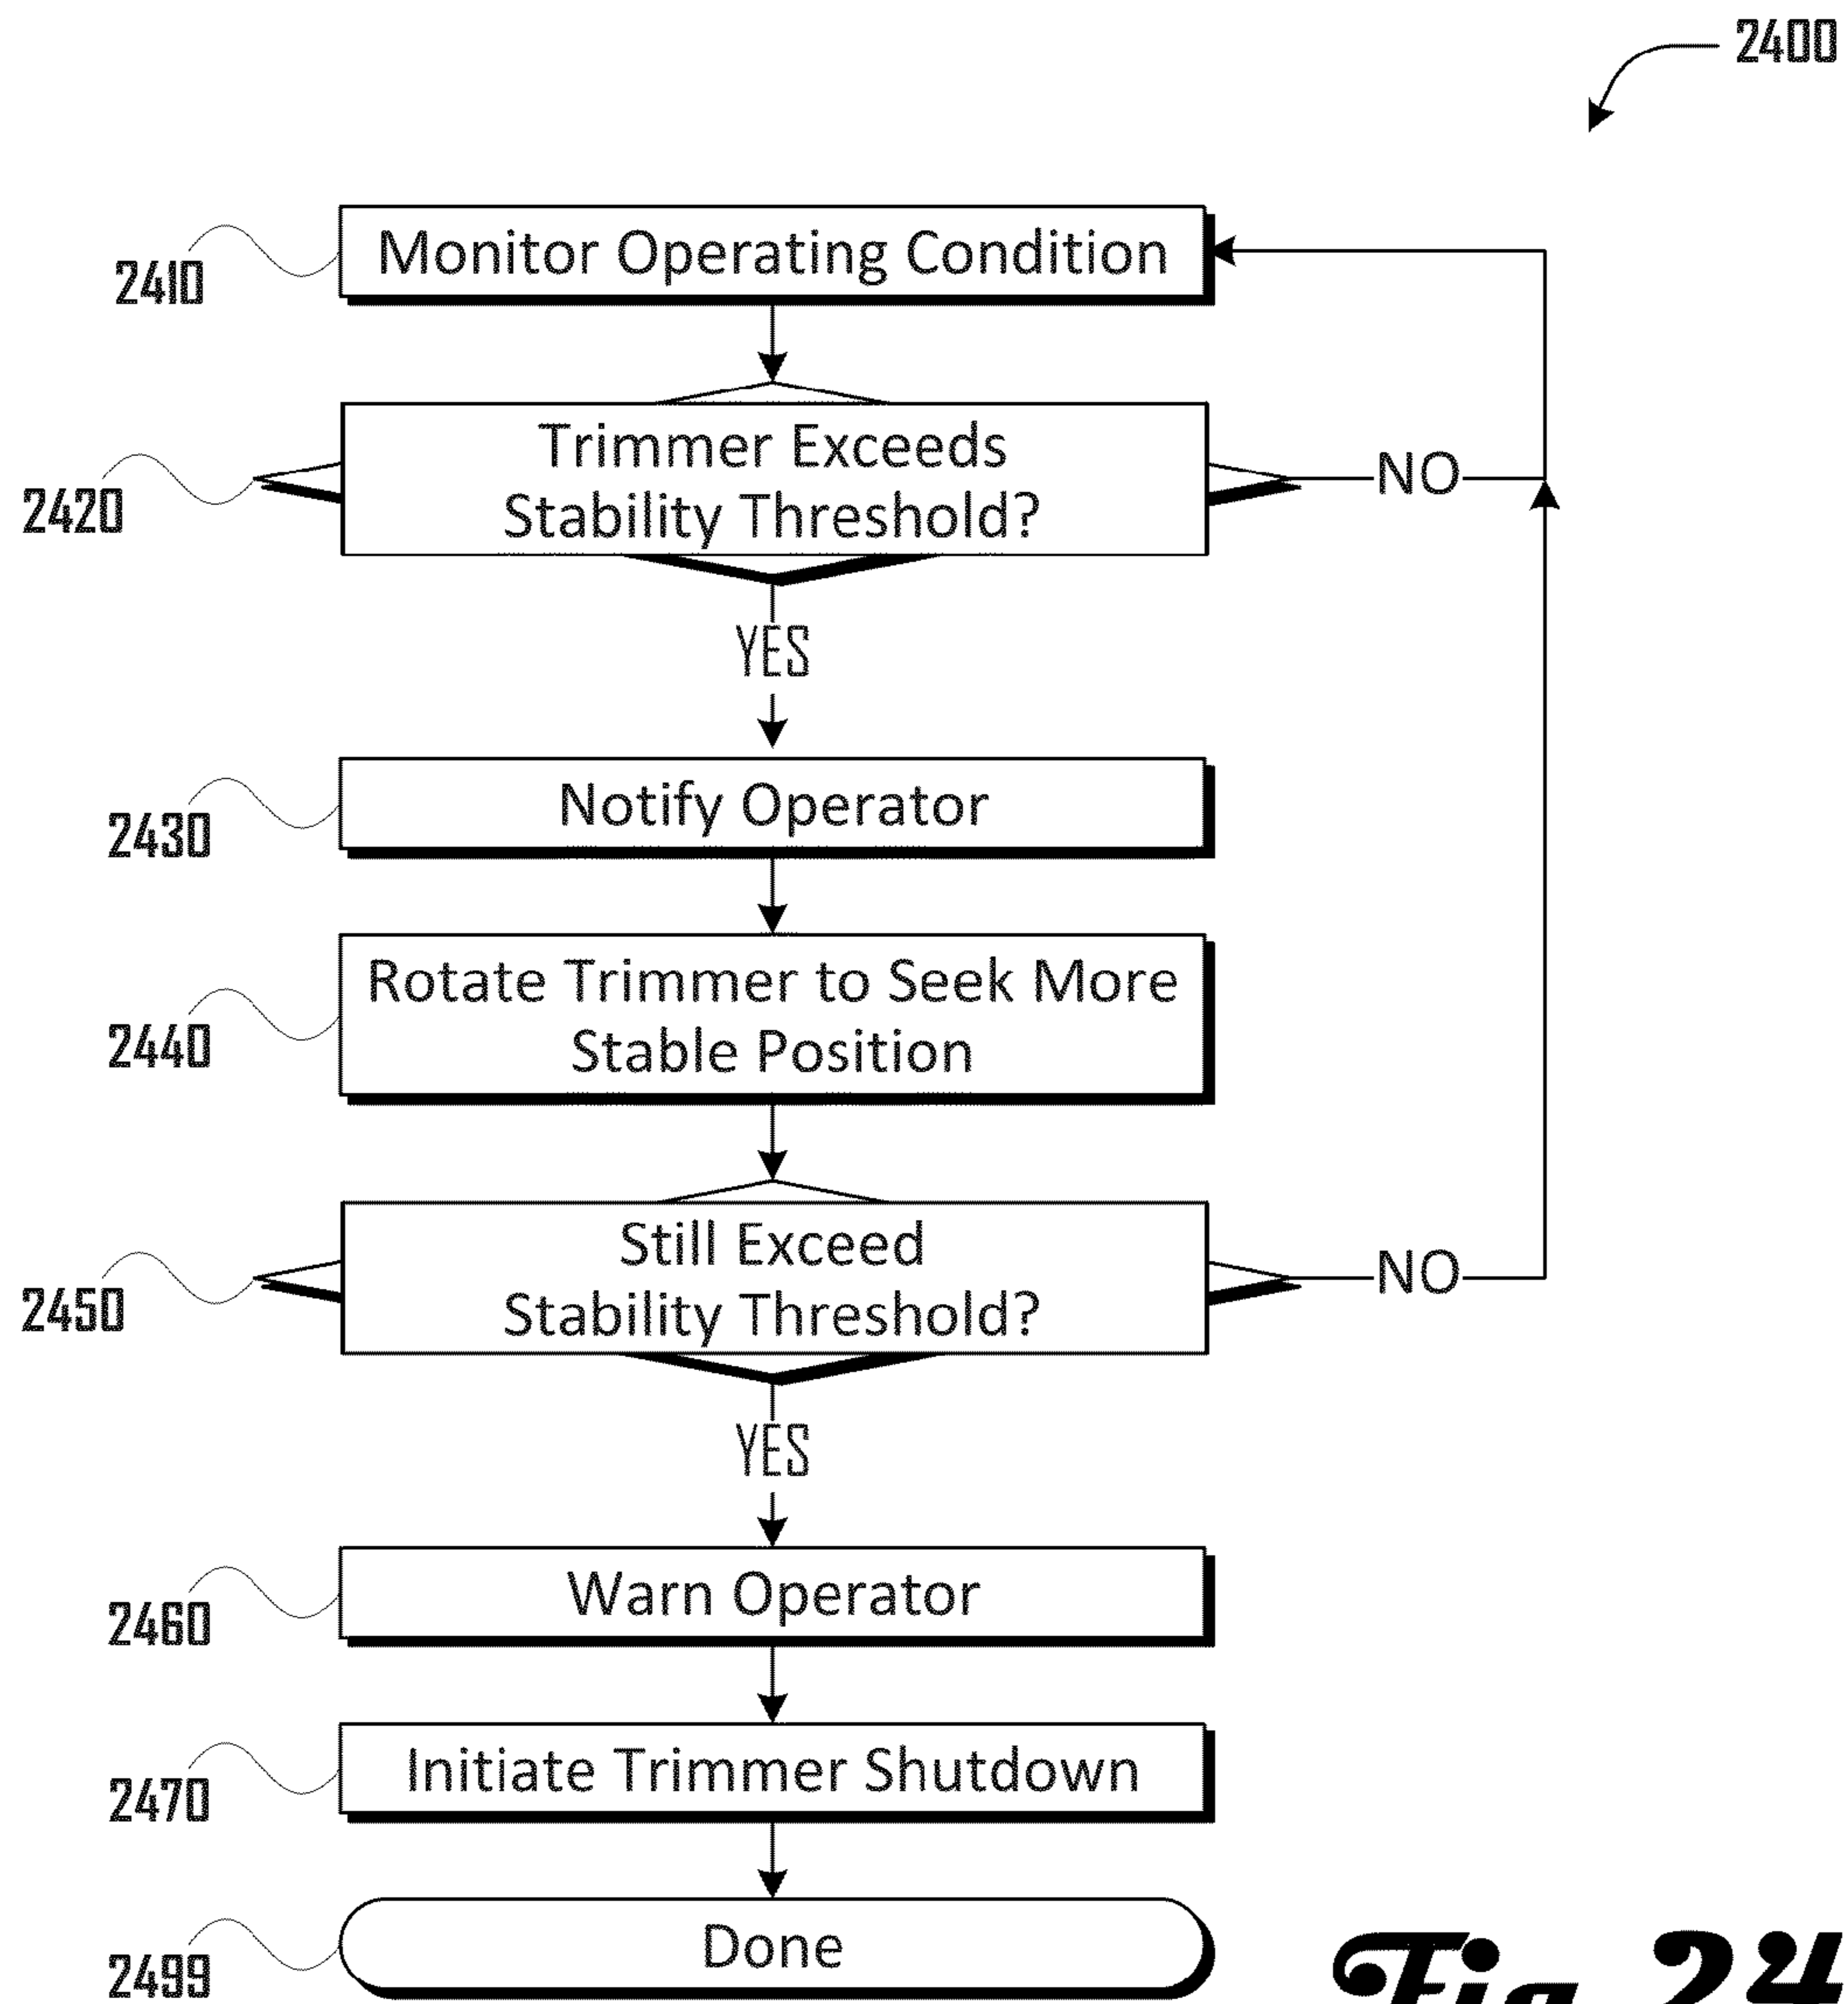 2400
Monitor Operating Condition
2410
Trimmer Exceeds
Stability Threshold?
NO
2420
YES
Notify Operator
2430
Rotate Trimmer to Seek More
Stable Position
2440
Still Exceed
Stability Threshold?
NO
2450
YES
Warn Operator
2460
Initiate Trimmer Shutdown
2470
Done
2499
Fig.24